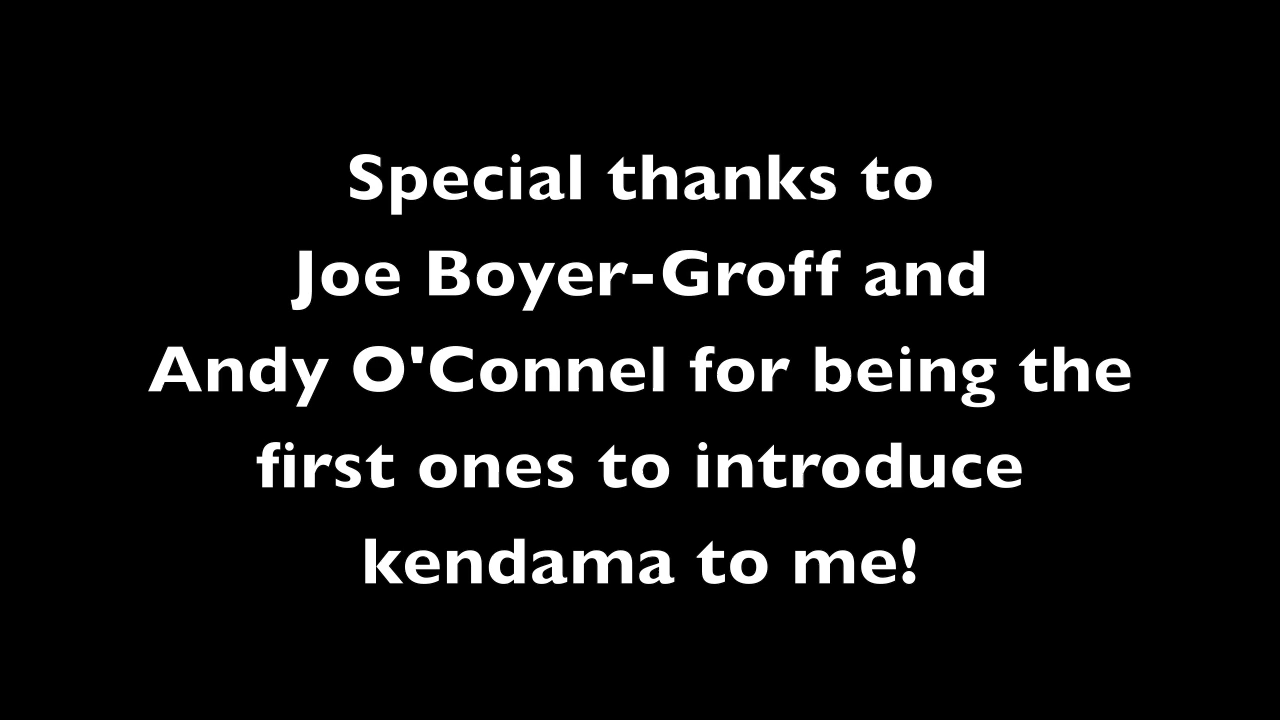 Special thanks to
Joe Boyer-Groff and
Andy O'Connel for being the
first ones to introduce
kendama to me!